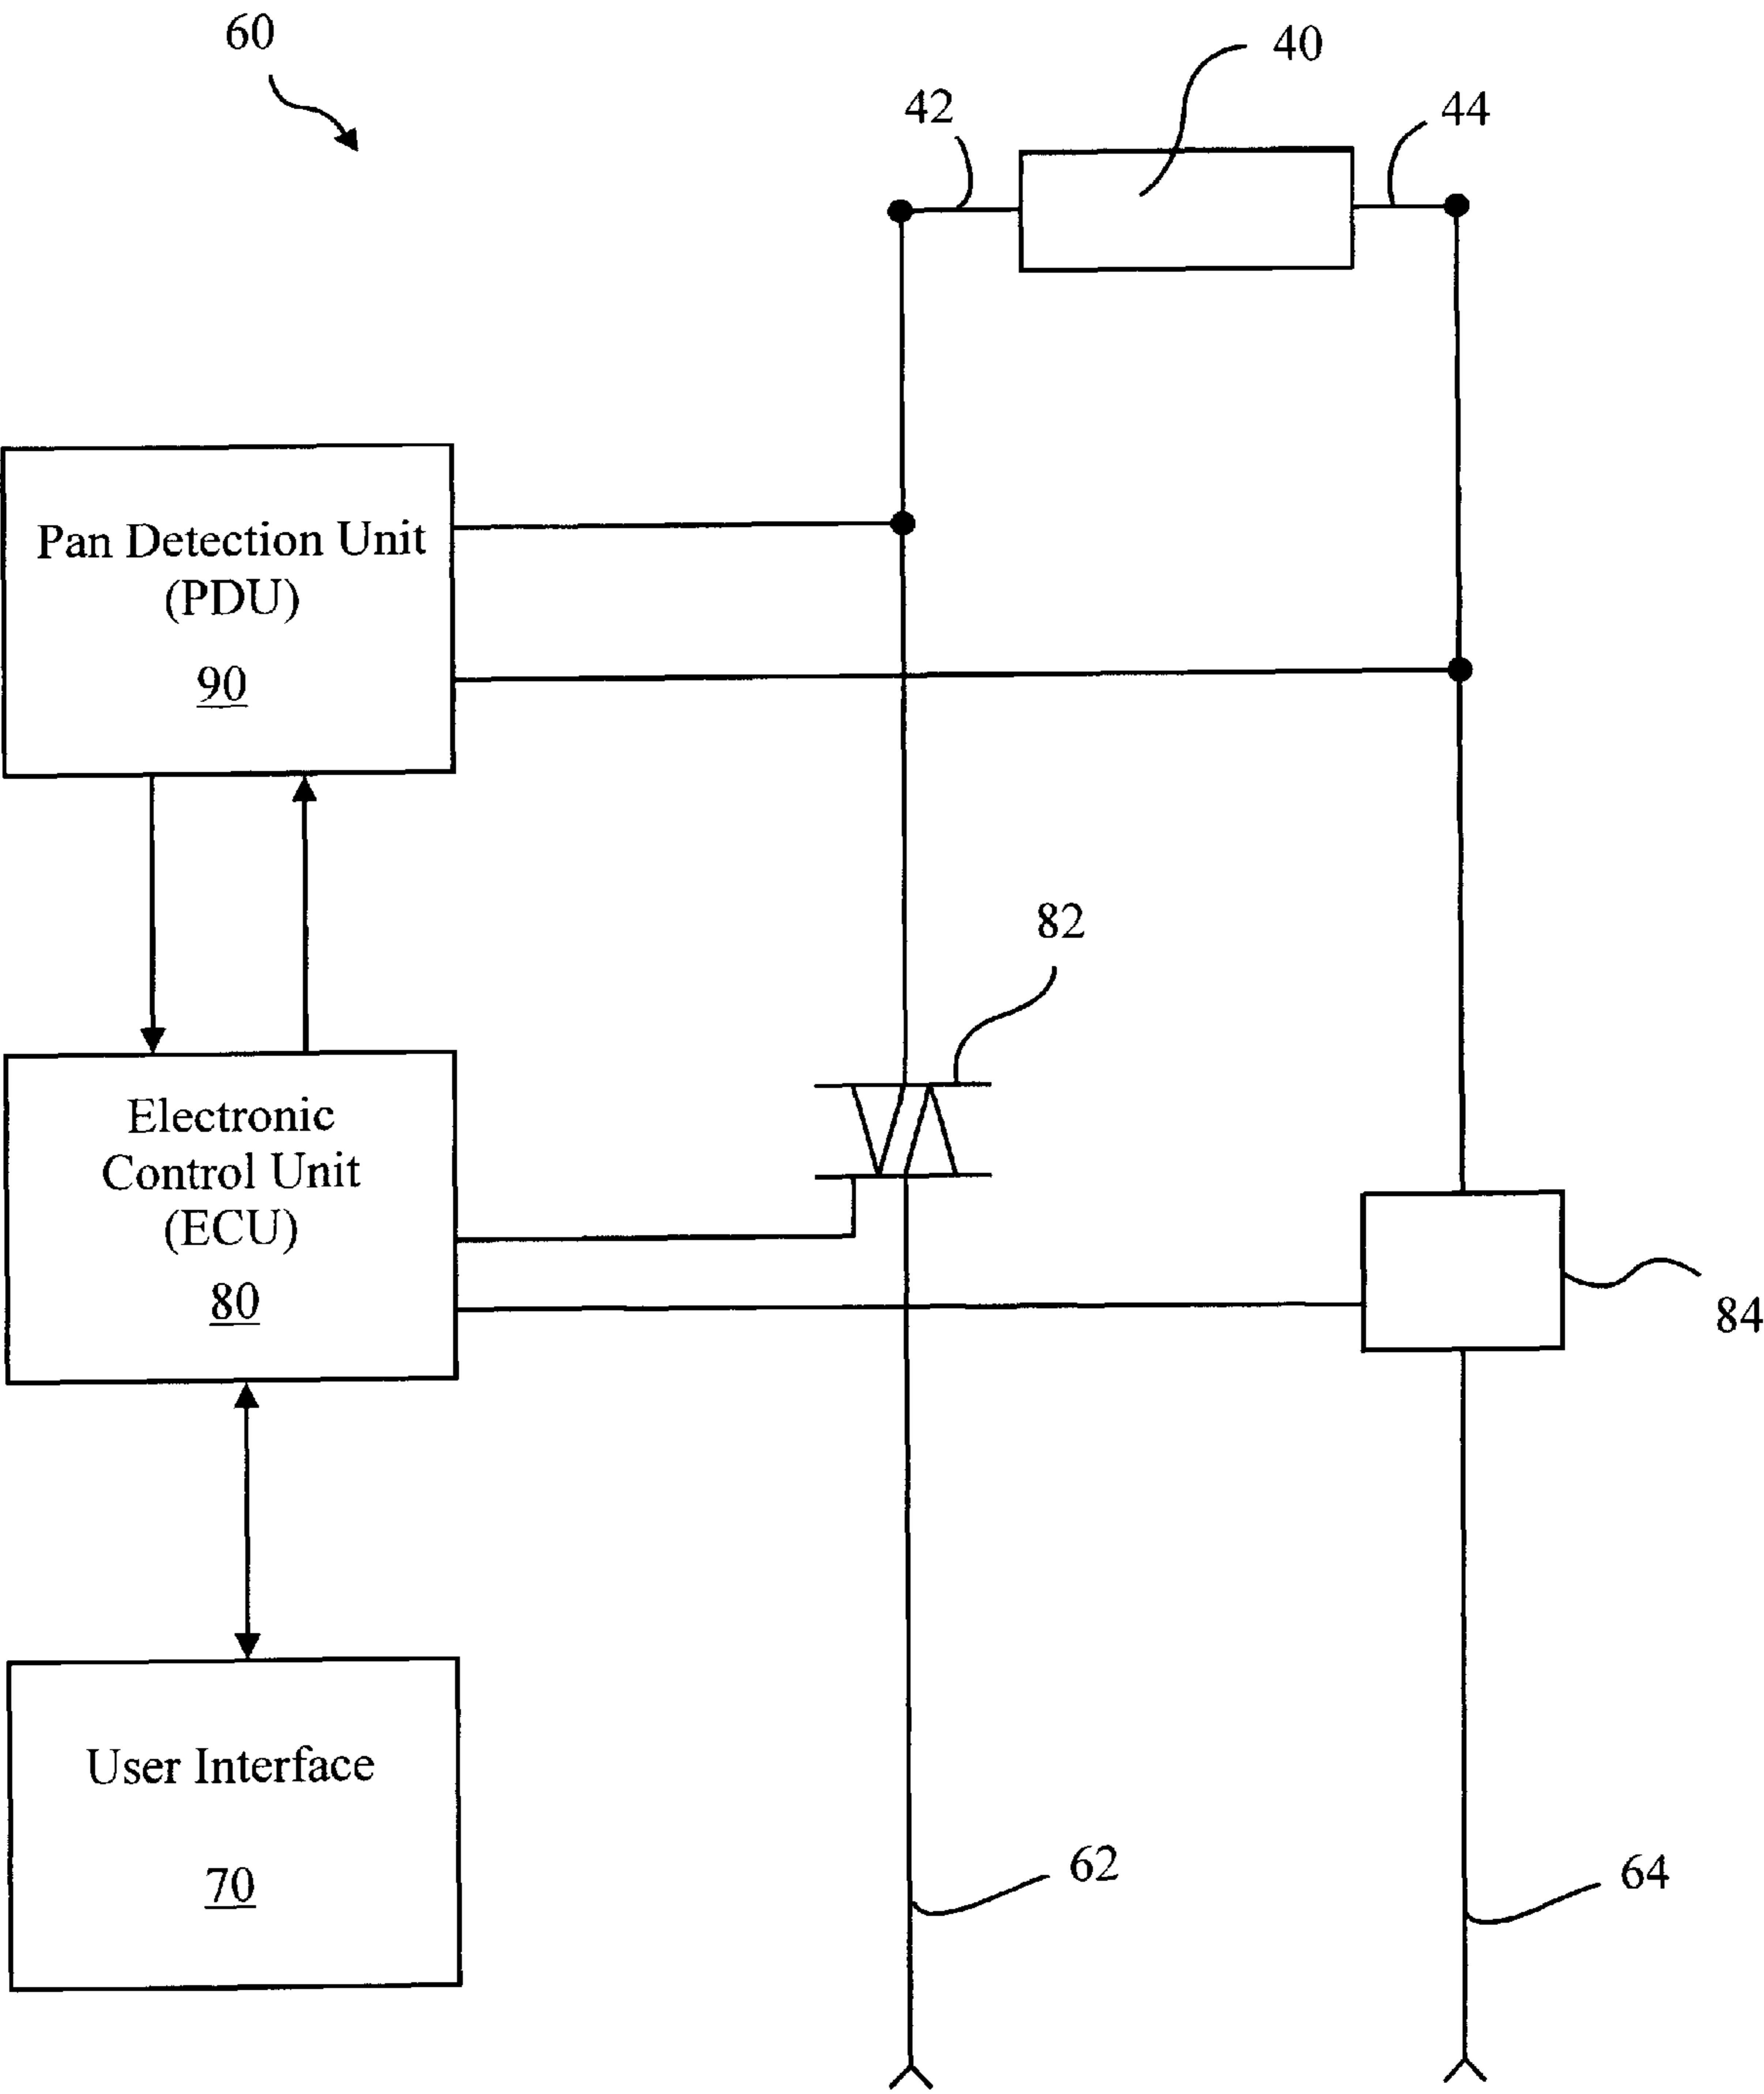 60
40
42
44
Pan Detection Unit
(PDU)
90
82
Electronic
Control Unit
(ECU)
80
84
User Interface
70
62
64